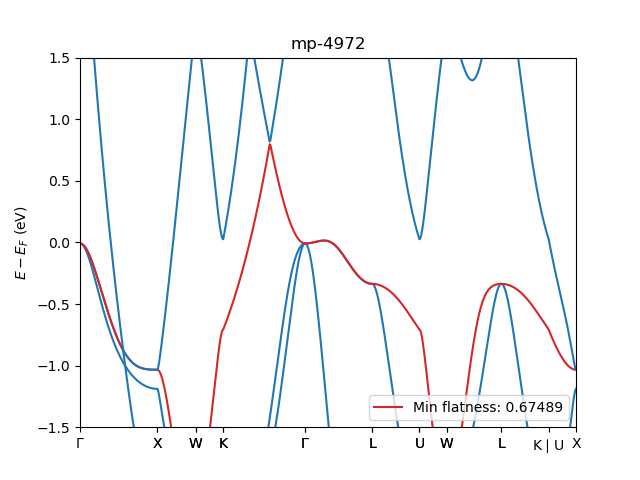 mp-4972
E − E_F (eV)
1.5
1.0
0.5
0.0
−0.5
−1.0
−1.5
Min flatness: 0.67489
Γ X W K Γ L U W L K | U X